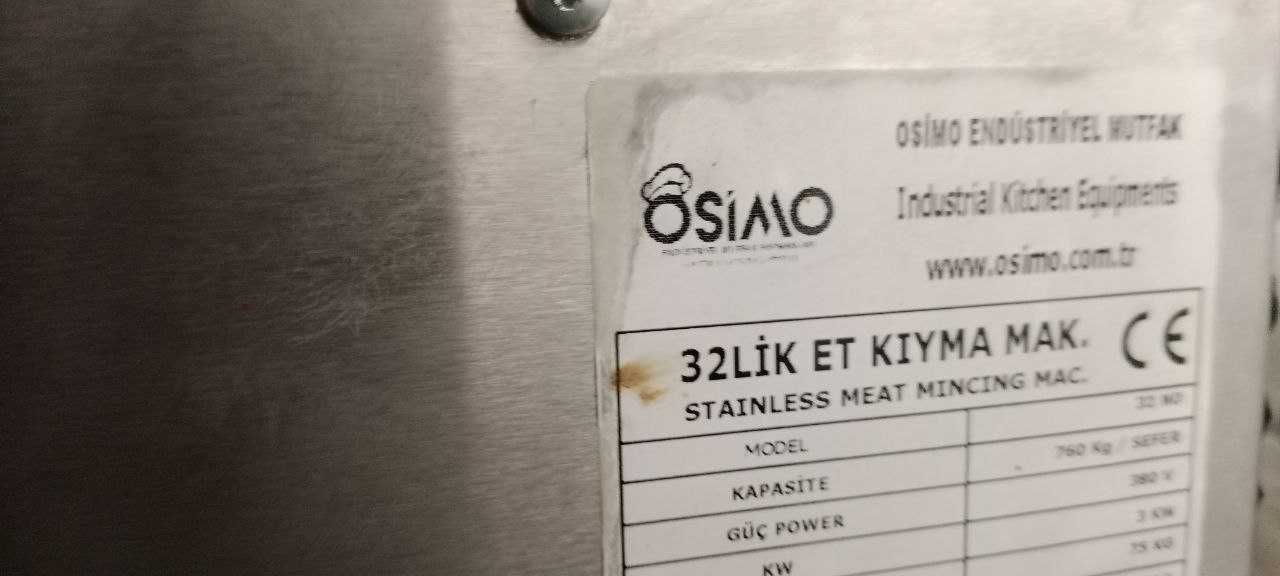 OSİMO
OSİMO ENDÜSTRİYEL MUTFAK
Industrial Kitchen Equipments
www.osimo.com.tr
32LİK ET KIYMA MAK. CE
STAINLESS MEAT MINCING MAC.
MODEL 32 NO
KAPASİTE 760 Kg / SEFER
GÜÇ POWER 380 V
KW 3 KW
75 KG